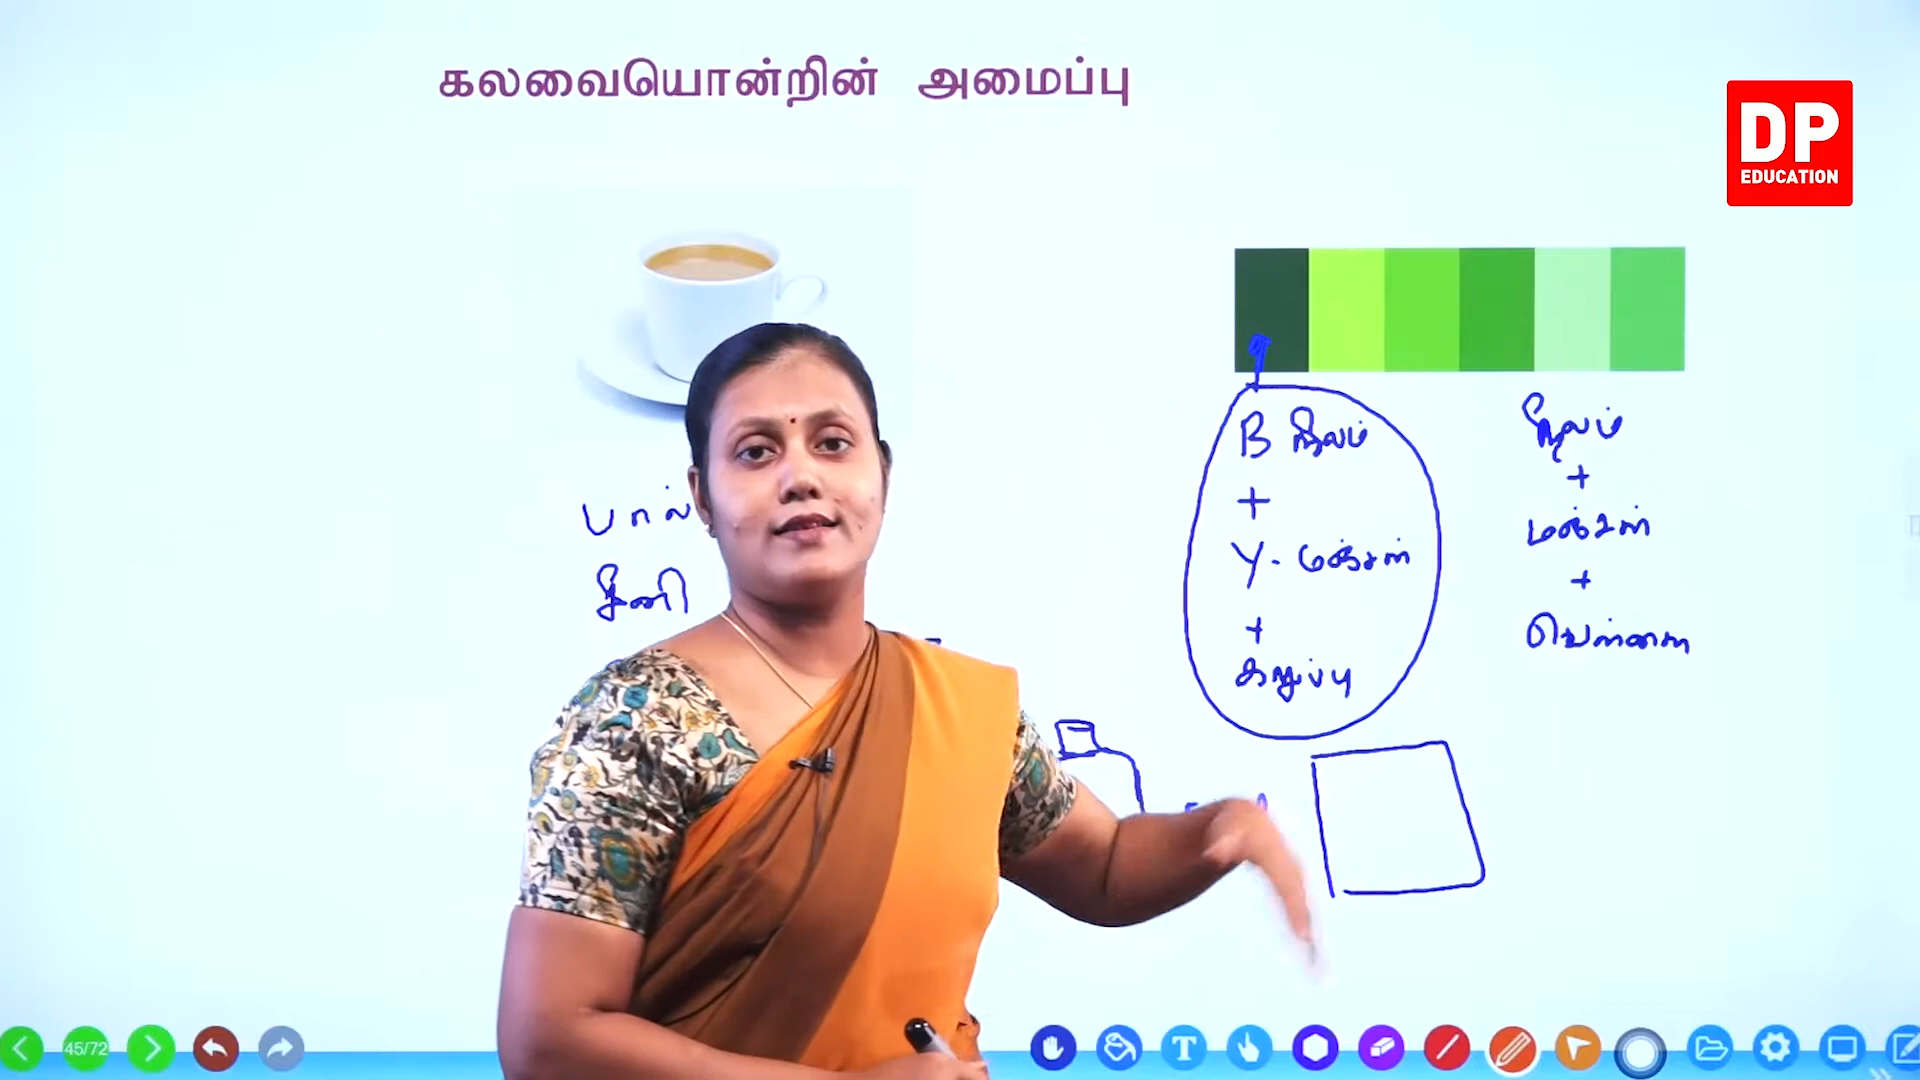 கலவையொன்றின் அமைப்பு
DP
EDUCATION
B நீலம்
+
Y - மஞ்சள்
+
கறுப்பு
நீலம்
+
மஞ்சள்
+
வெள்ளை
பால்
சீனி
45/72
T